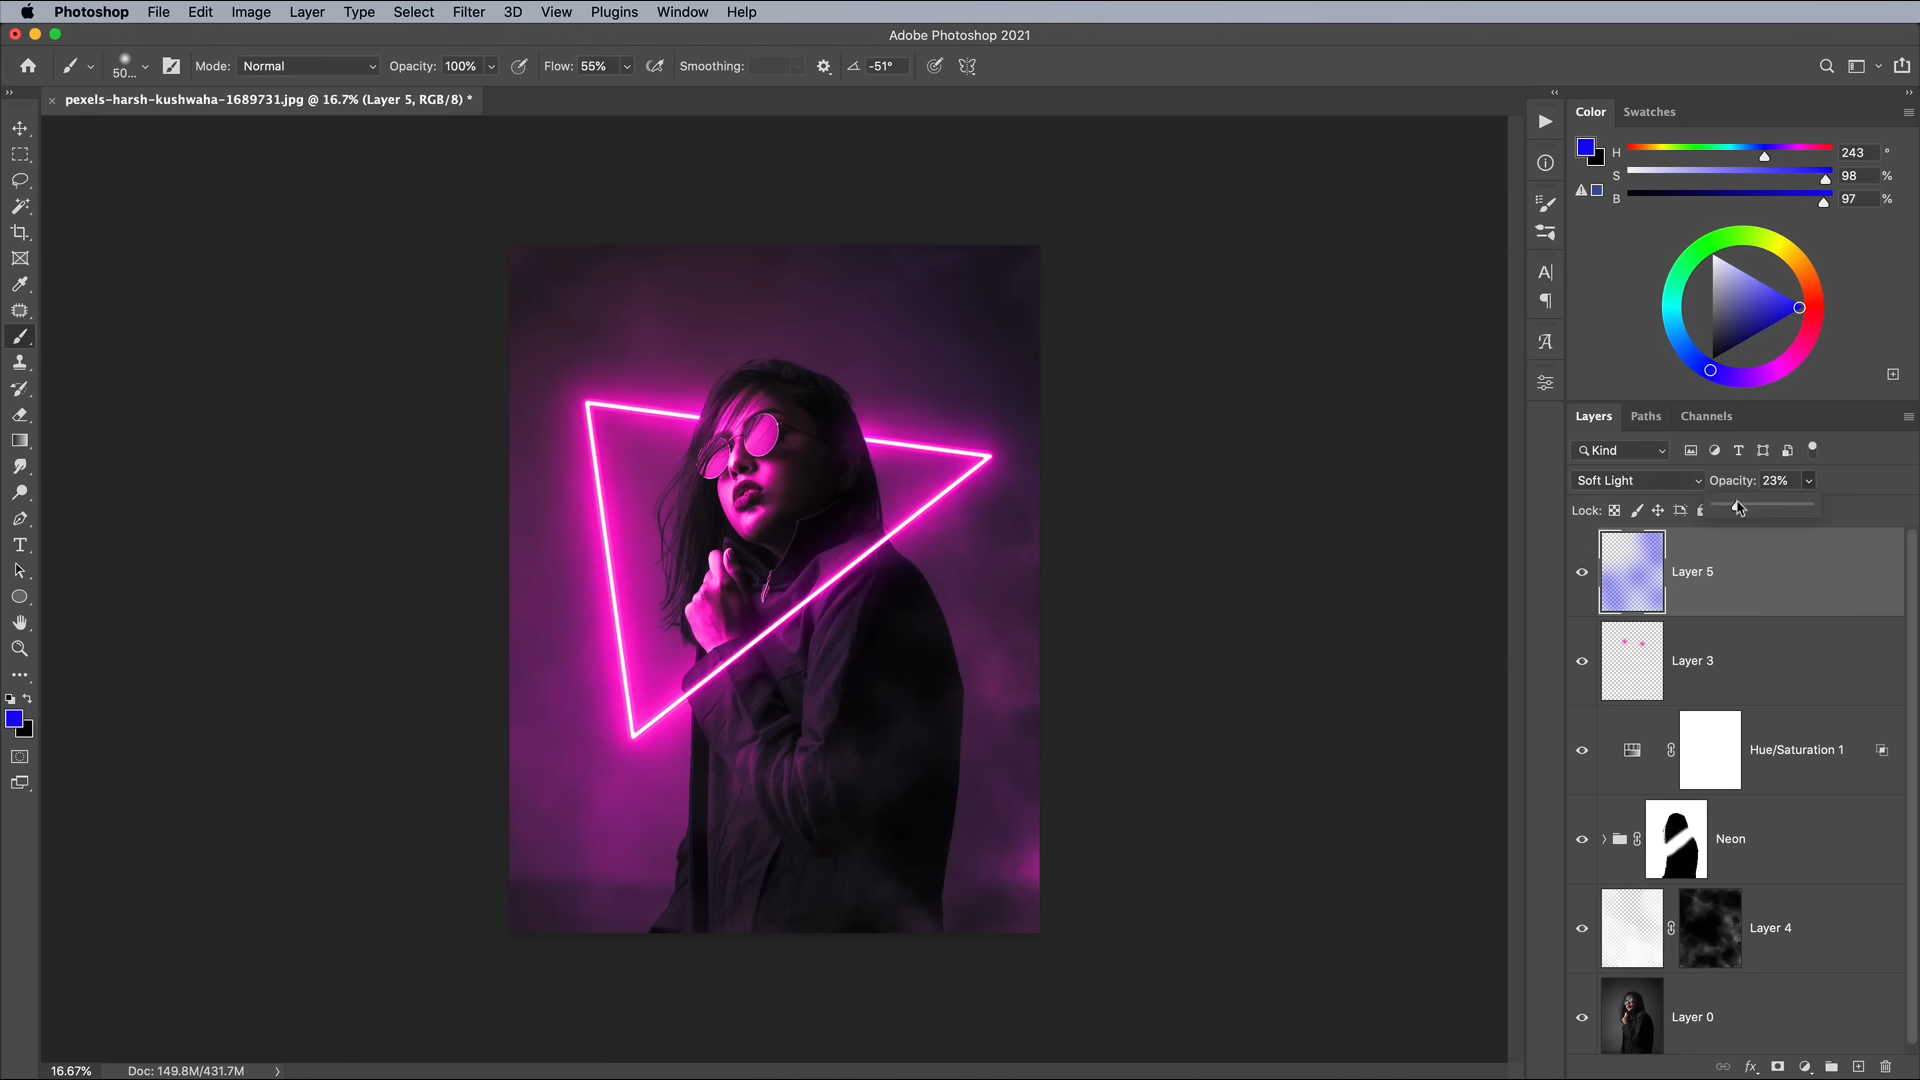 Photoshop File Edit Image Layer Type Select Filter 3D View Plugins Window Help
Adobe Photoshop 2021
50... Mode: Normal Opacity: 100% Flow: 55% Smoothing: -51°
pexels-harsh-kushwaha-1689731.jpg @ 16.7% (Layer 5, RGB/8) *
Color Swatches
H 243 °
S 98 %
B 97 %
Layers Paths Channels
Kind
Soft Light Opacity: 23%
Lock:
Layer 5
Layer 3
Hue/Saturation 1
Neon
Layer 4
Layer 0
16.67% Doc: 149.8M/431.7M